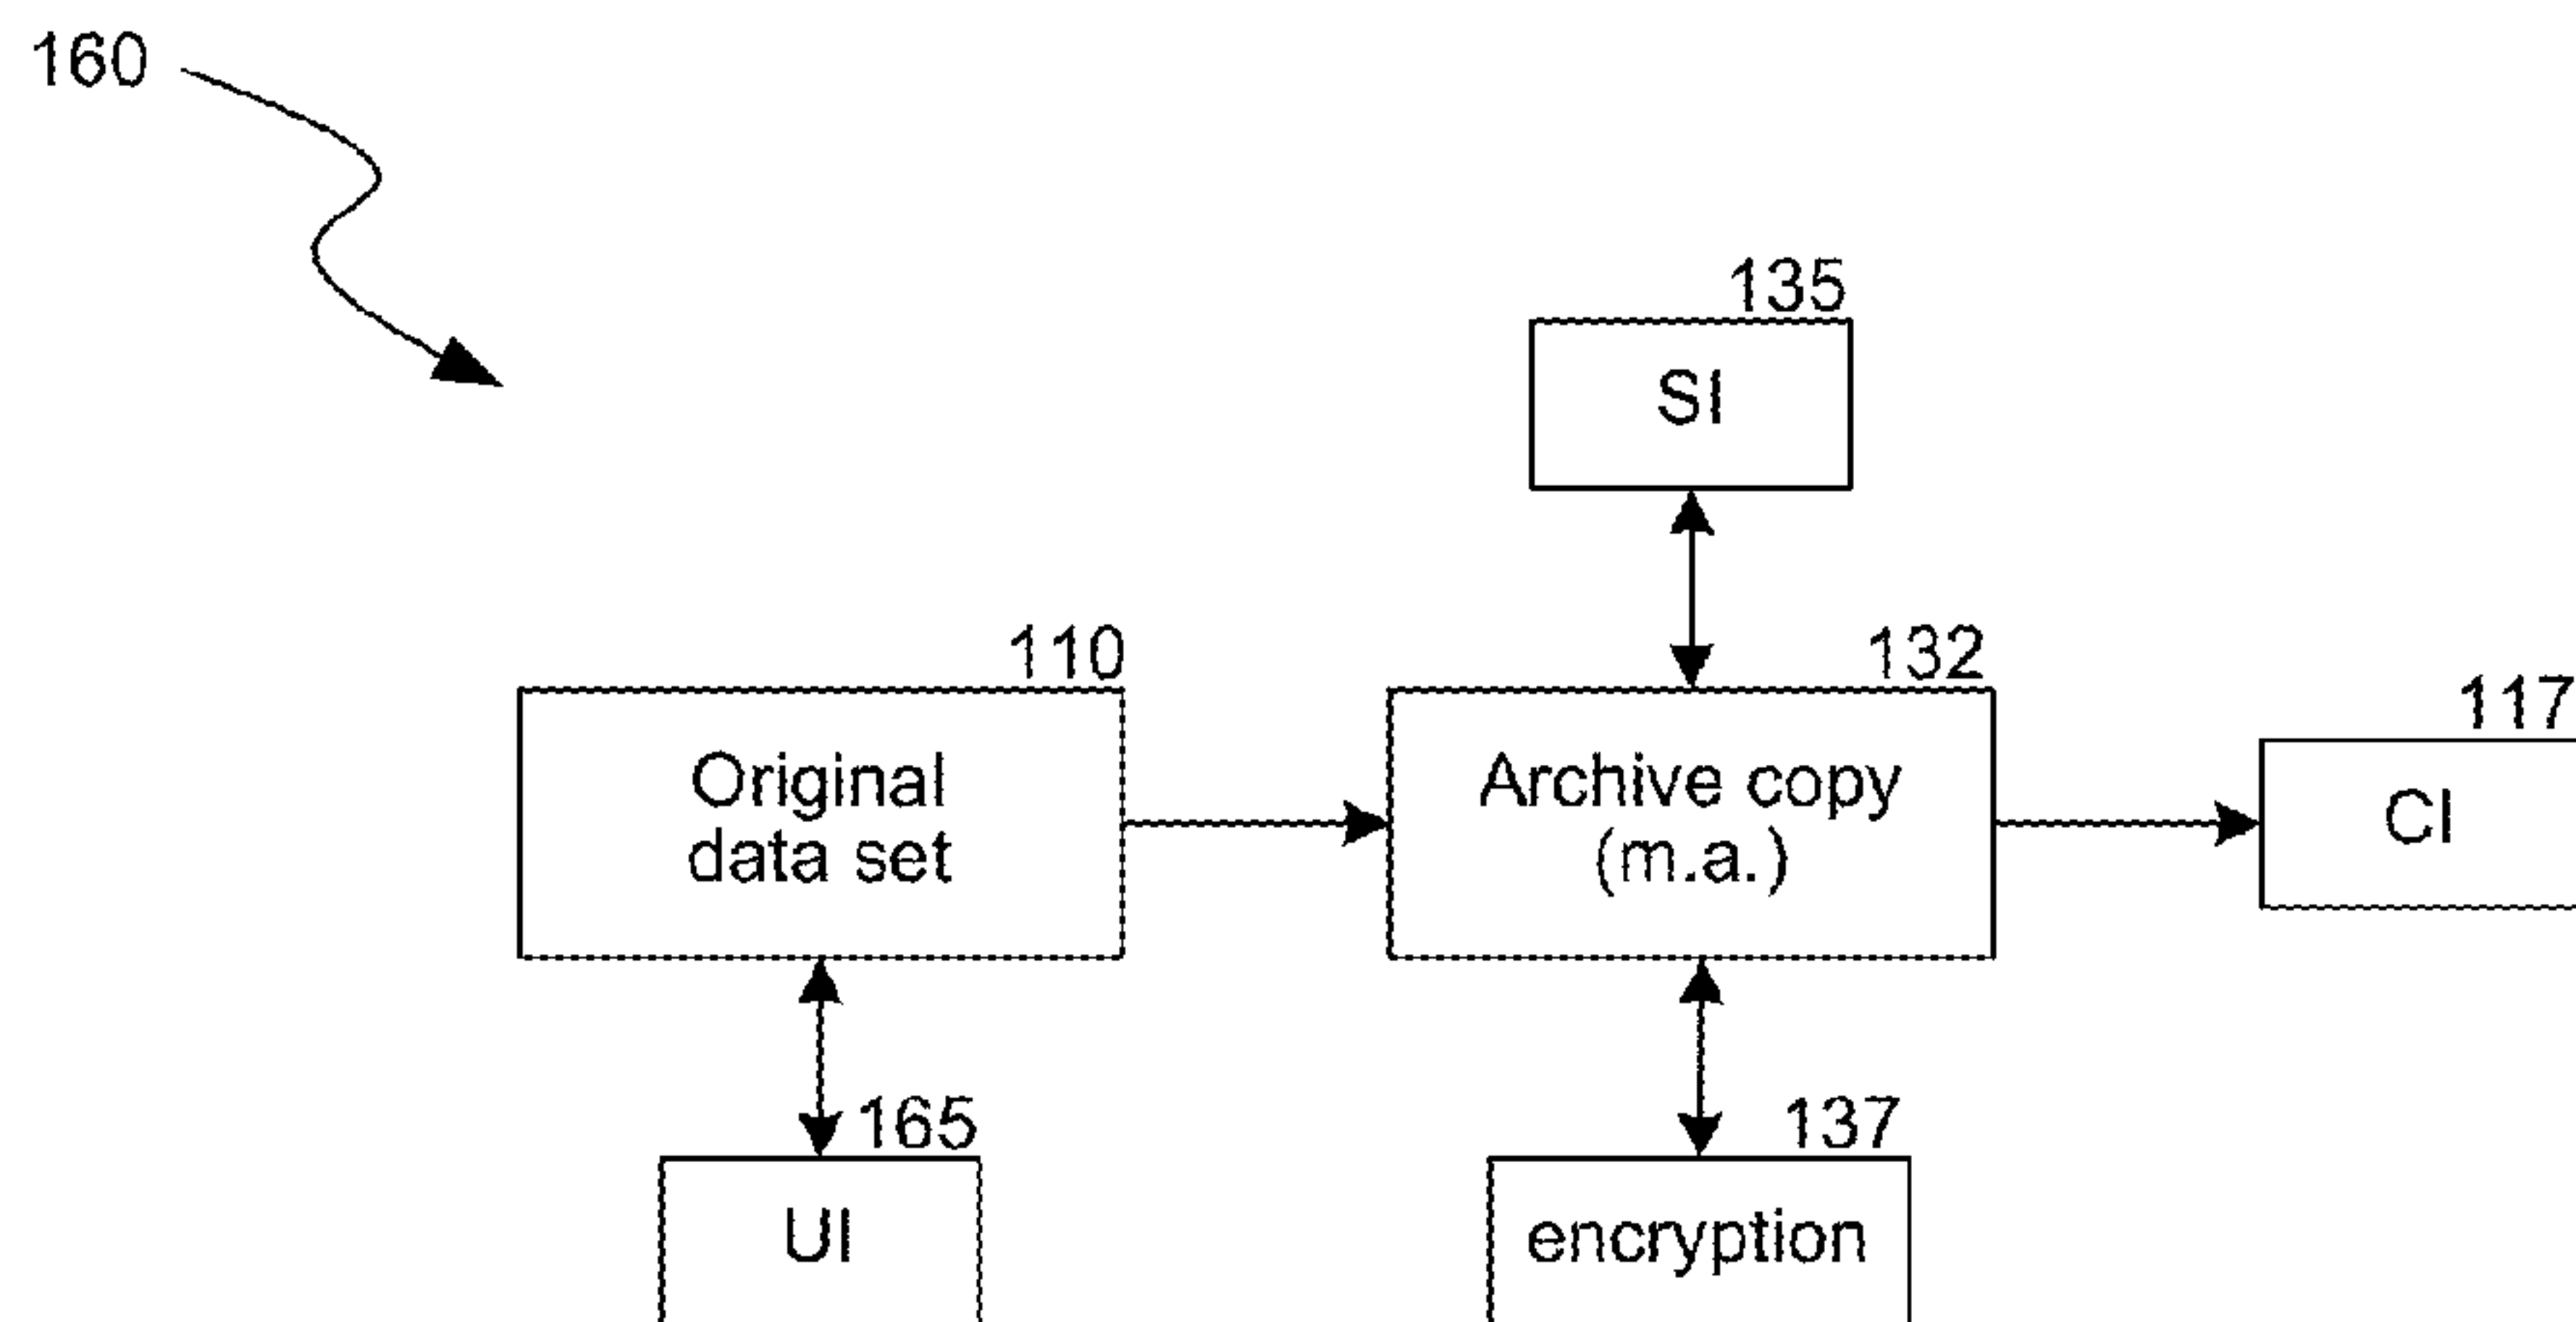 160
135
SI
110
132
117
Original
data set
Archive copy
(m.a.)
CI
165
137
UI
encryption